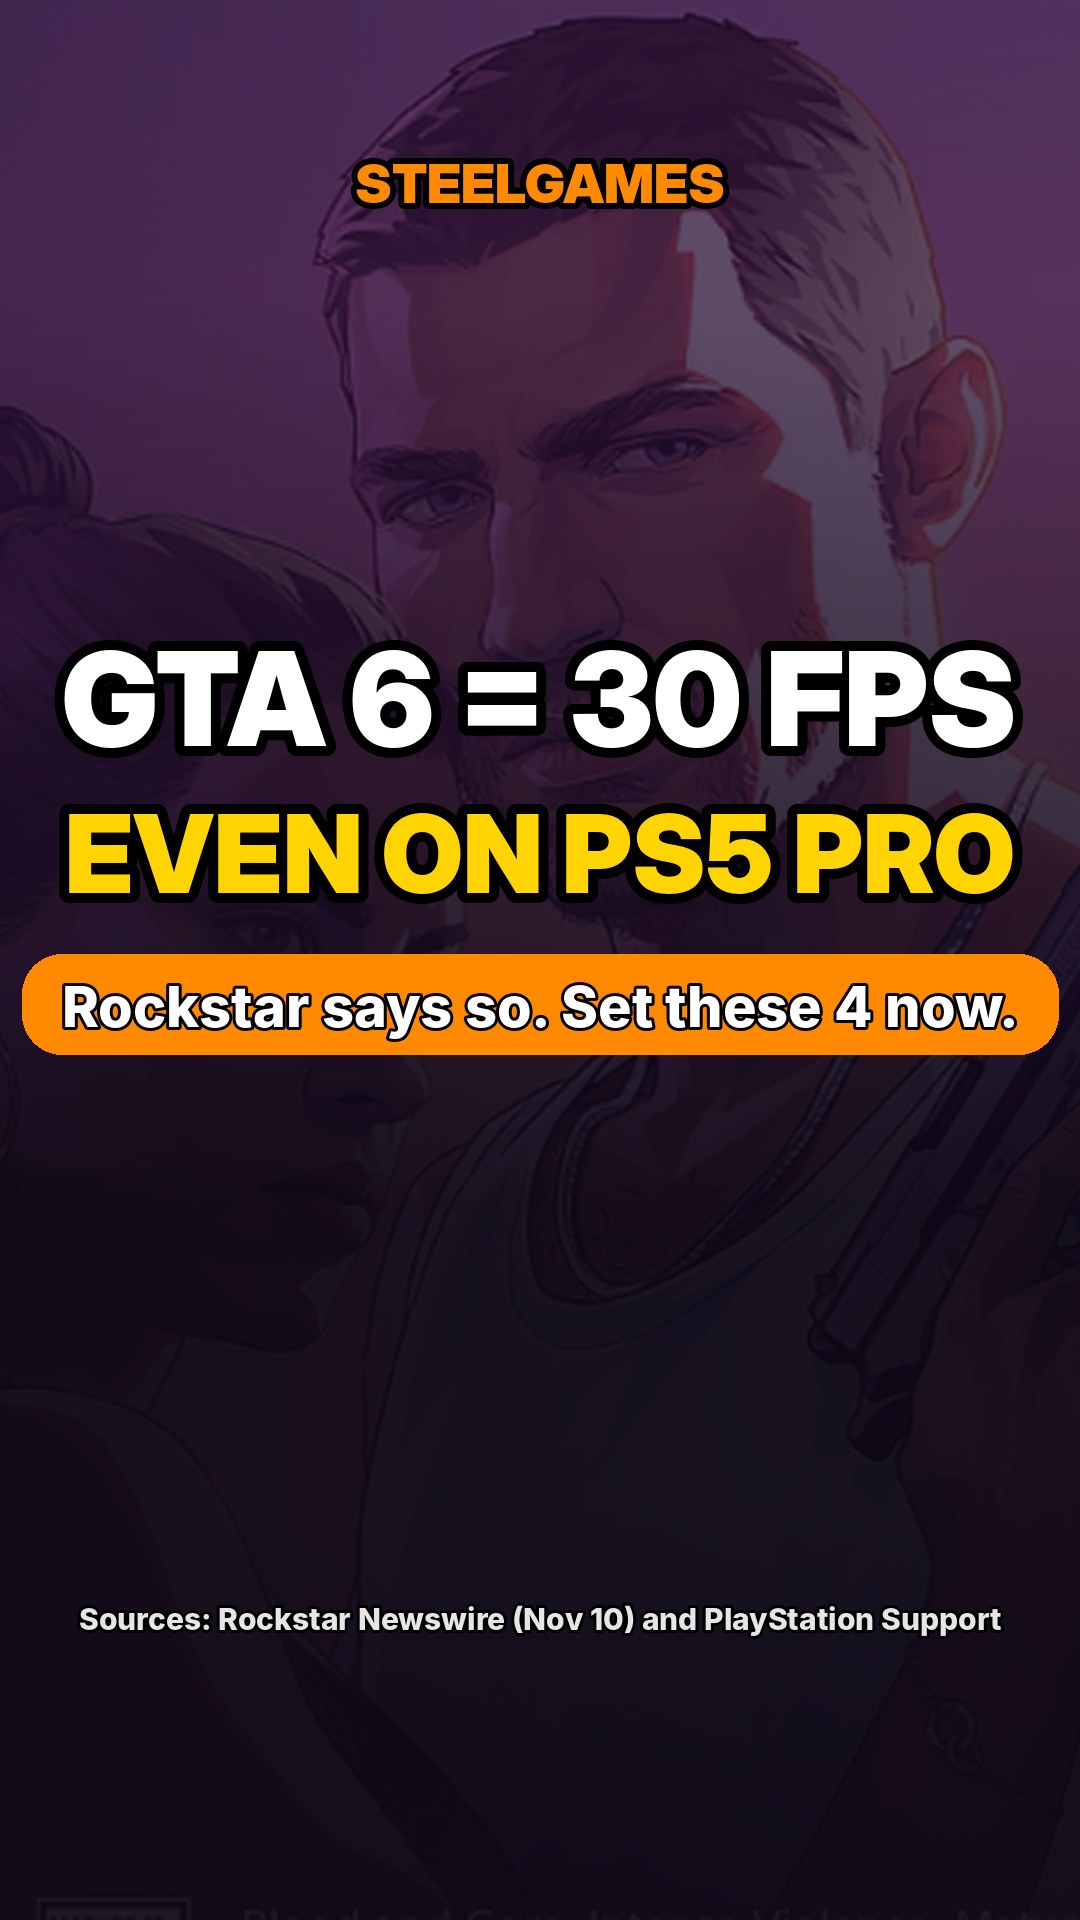 STEELGAMES
GTA 6 = 30 FPS
EVEN ON PS5 PRO
Rockstar says so. Set these 4 now.
Sources: Rockstar Newswire (Nov 10) and PlayStation Support